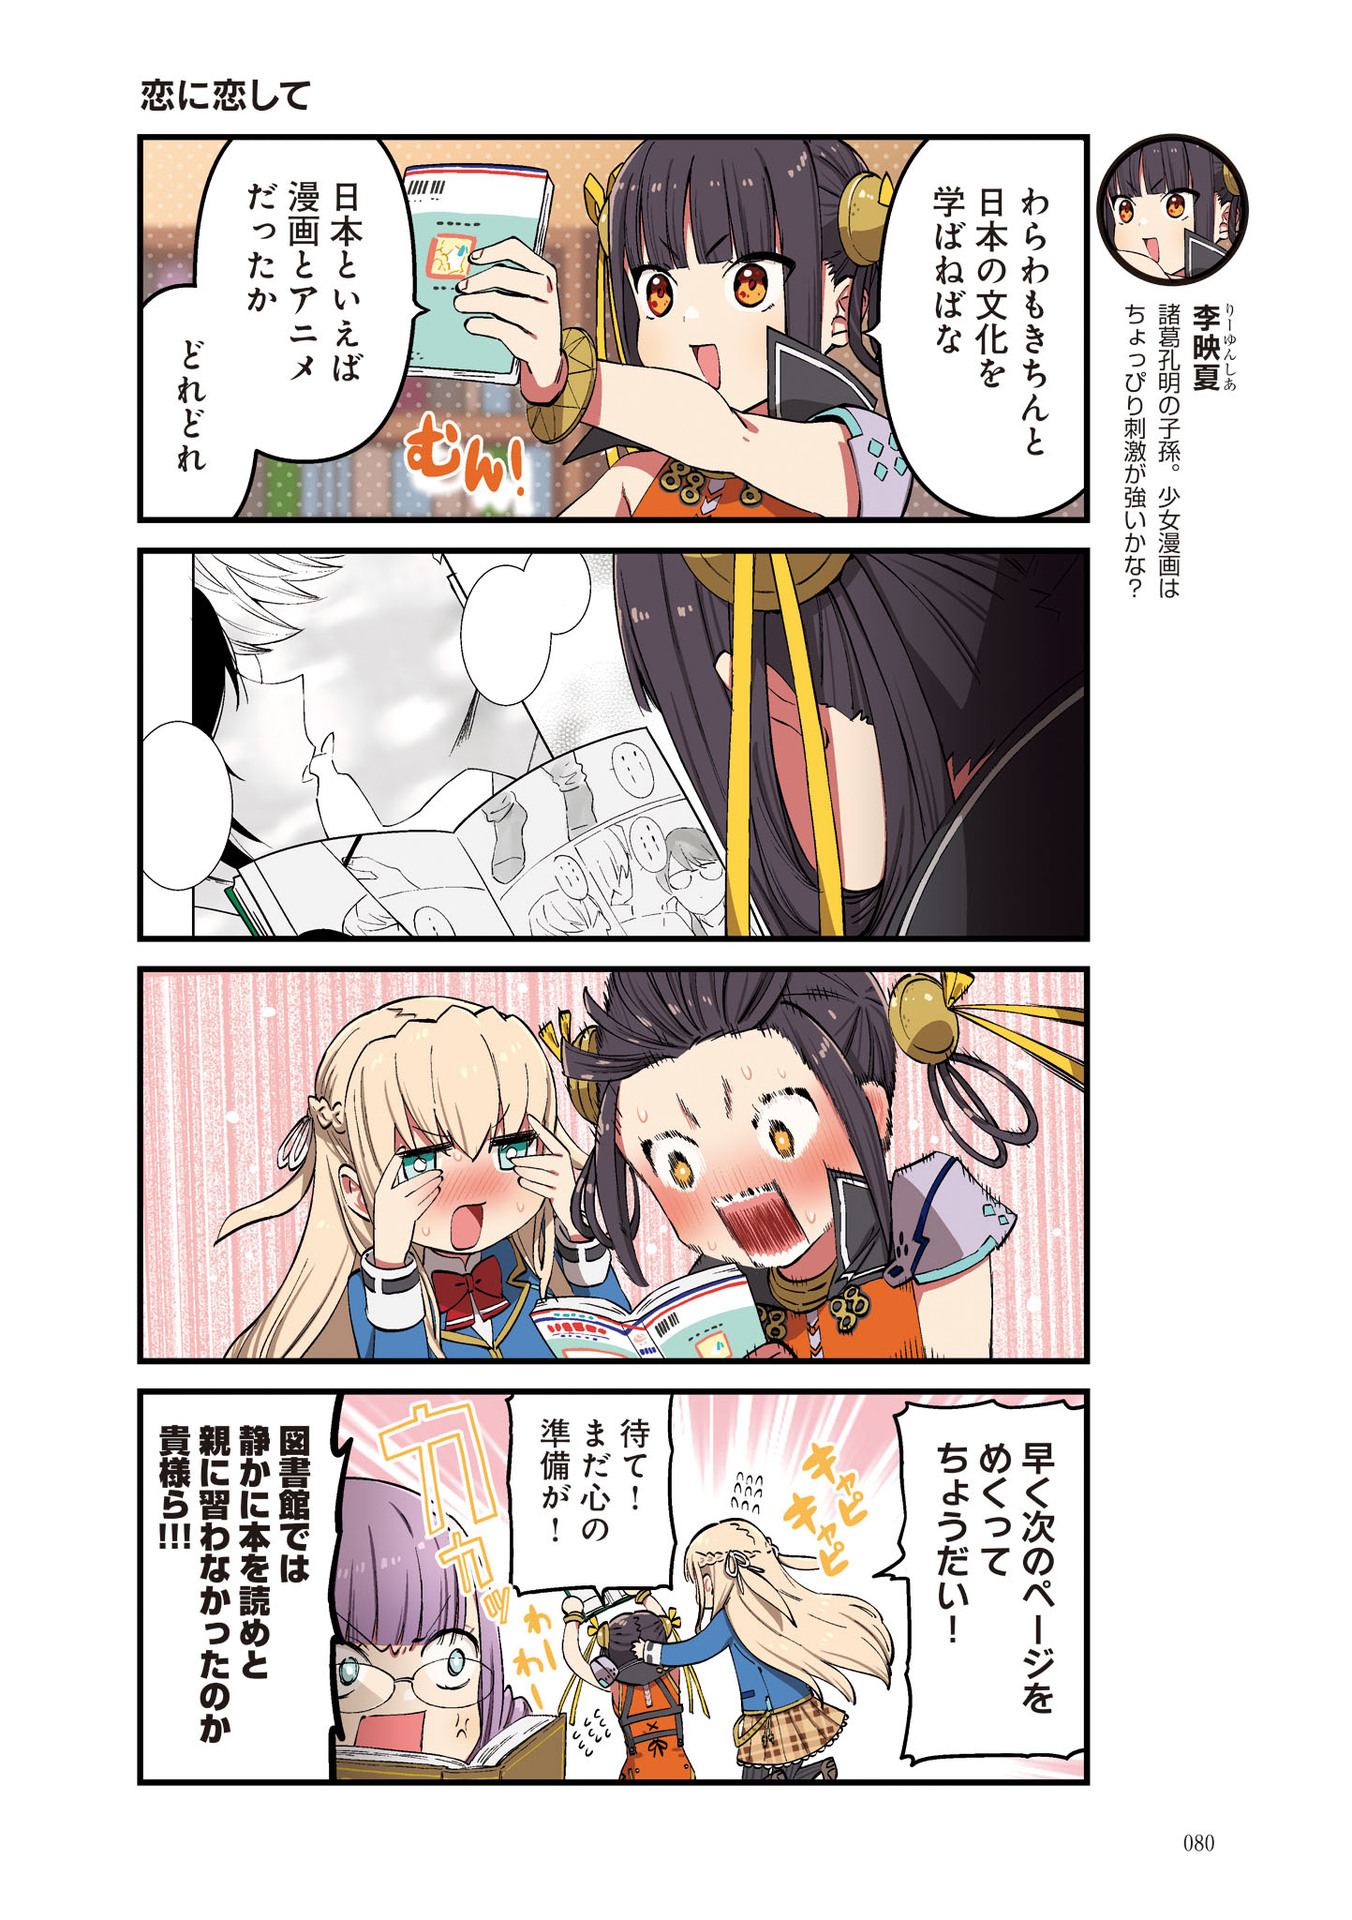 恋に恋して
李映夏
りーゆんしあ
諸葛孔明の子孫。少女漫画は
ちょっぴり刺激が強いかな？
わらわもきちんと
日本の文化を
学ばねばな
むん！
日本といえば
漫画とアニメ
だったか
どれどれ
早く次のページを
めくって
ちょうだい！
キャピ
キャピ
待て！
まだ心の
準備が！
わー
わー
カカカッ
図書館では
静かに本を読めと
親に習わなかったのか
貴様ら!!!
080